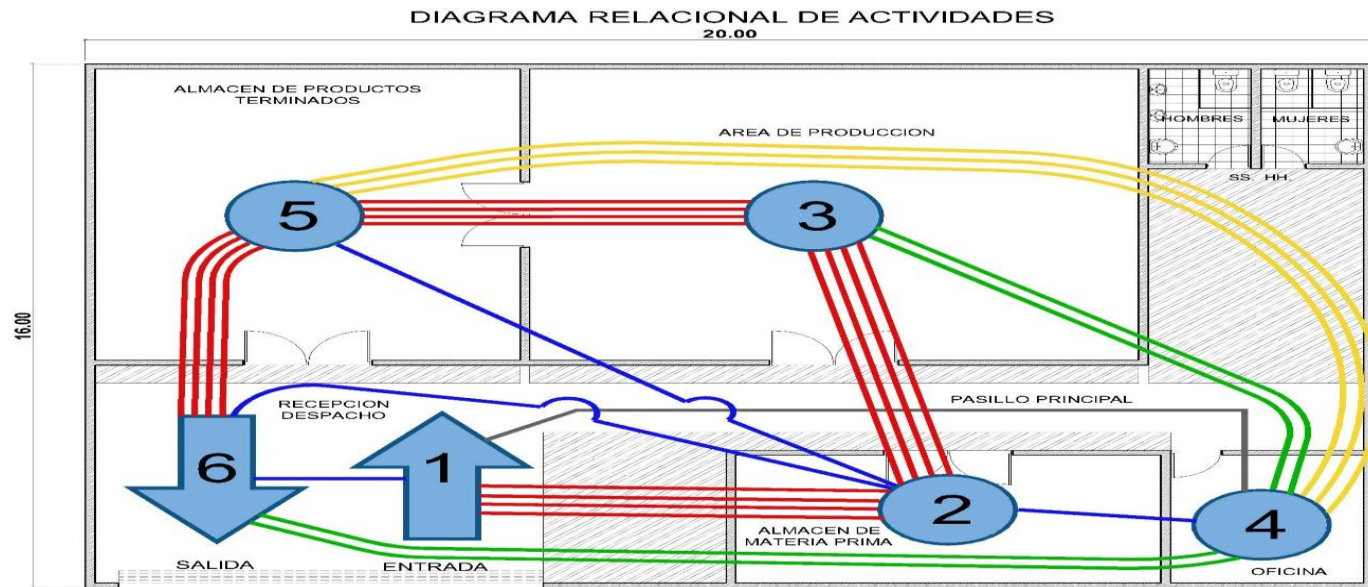 DIAGRAMA RELACIONAL DE ACTIVIDADES
20.00
ALMACEN DE PRODUCTOS
TERMINADOS
AREA DE PRODUCCION
HOMBRES
MUJERES
SS. HH.
5
3
16.00
RECEPCION
DESPACHO
PASILLO PRINCIPAL
6
1
2
4
ALMACEN DE
MATERIA PRIMA
SALIDA
ENTRADA
OFICINA